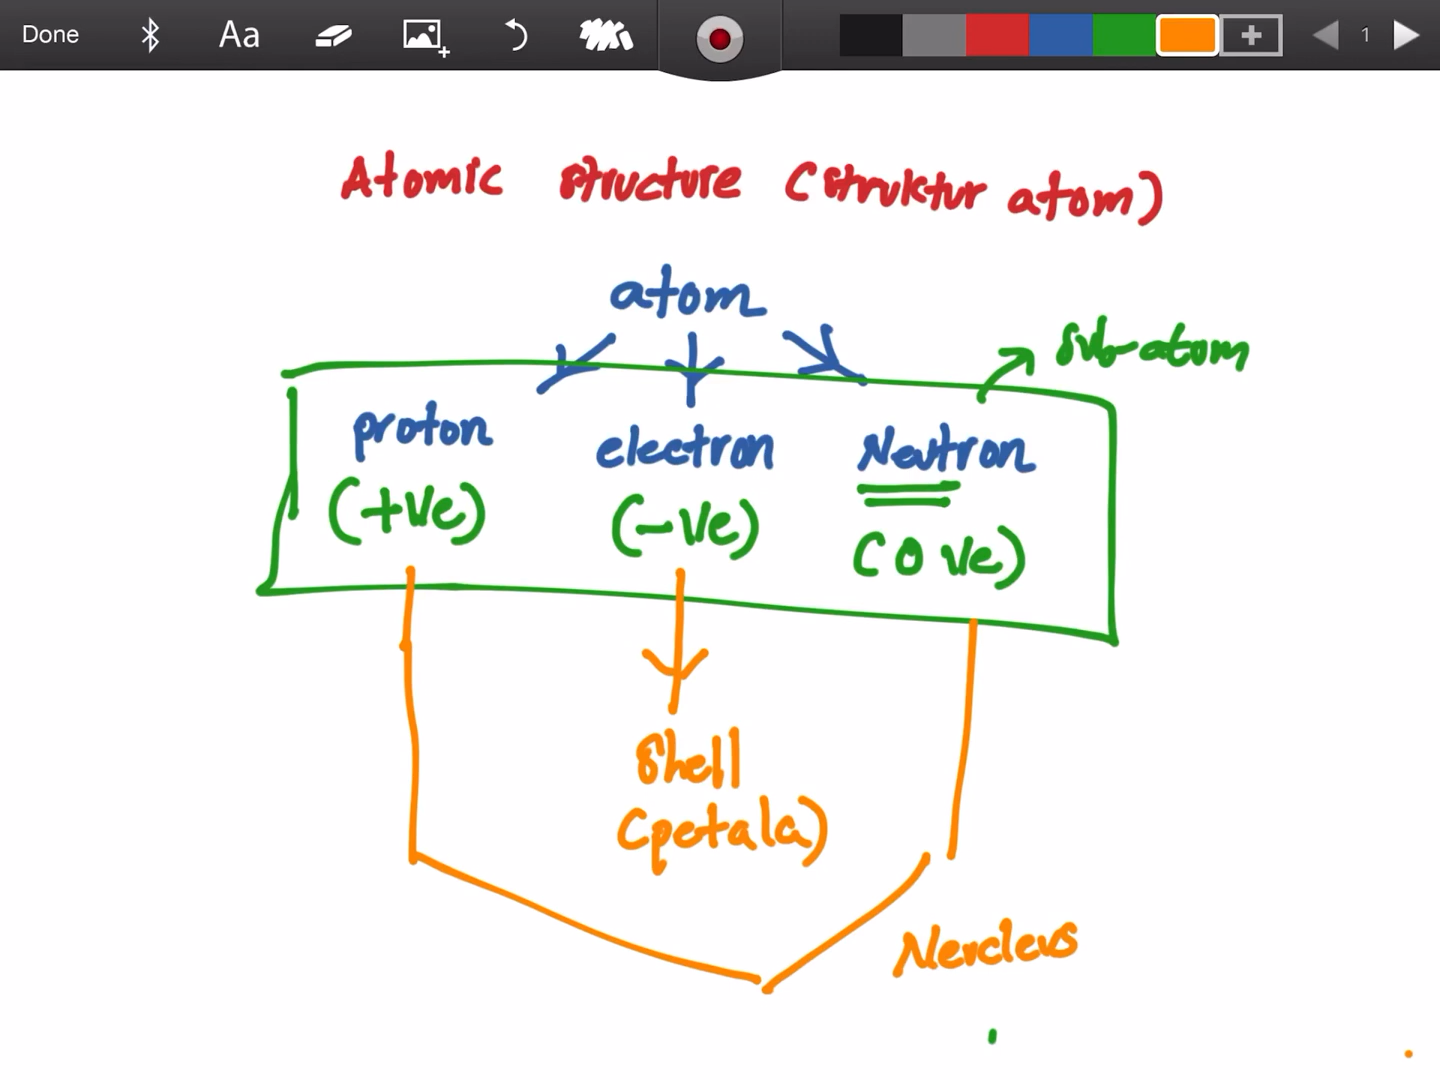 Done Aa 1
Atomic structure (struktur atom)
atom
sub-atom
proton electron Neutron
(+ve) (-ve) (0 ve)
Shell
(petala)
Nercleus